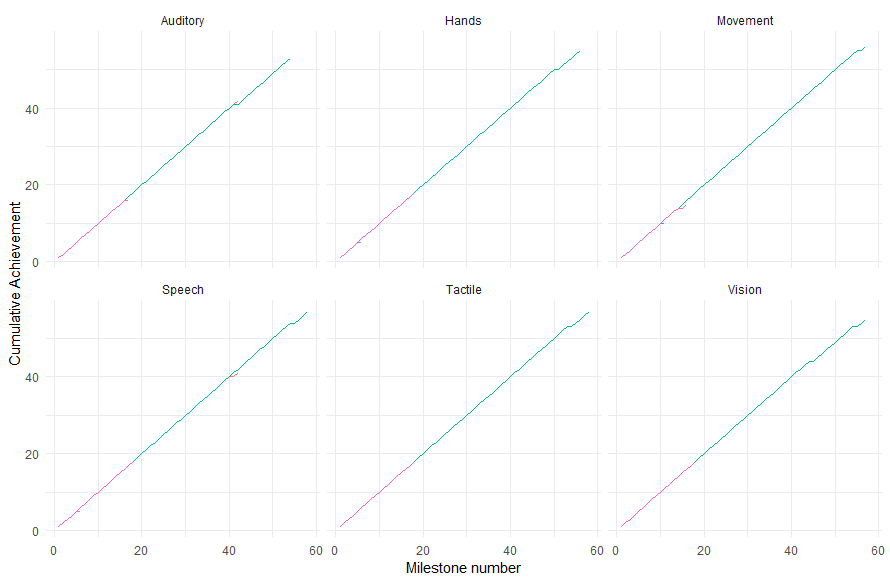 Auditory Hands Movement
40
20
0
Speech Tactile Vision
40
20
0
0 20 40 60 0 20 40 60 0 20 40 60
Milestone number
Cumulative Achievement